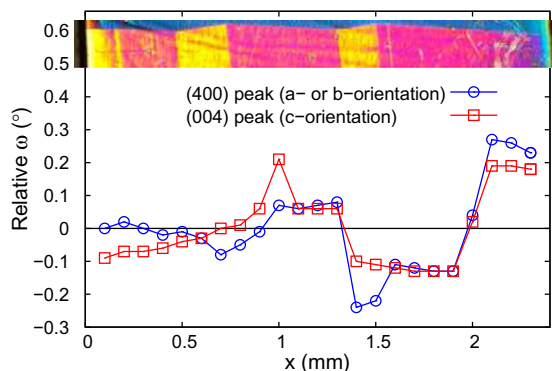 0.6
0.5
0.4
0.3
0.2
0.1
0
−0.1
−0.2
−0.3
Relative ω (°)
(400) peak (a− or b−orientation)
(004) peak (c−orientation)
0 0.5 1 1.5 2
x (mm)